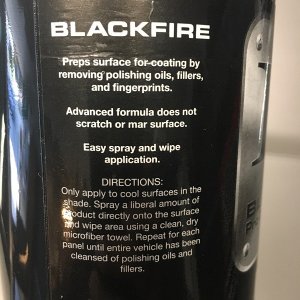 BLACKFIRE
Preps surface for coating by
removing polishing oils, fillers,
and fingerprints.
Advanced formula does not
scratch or mar surface.
Easy spray and wipe
application.
DIRECTIONS:
Only apply to cool surfaces in the
shade. Spray a liberal amount of
product directly onto the surface
and wipe area using a clean, dry
microfiber towel. Repeat for each
panel until entire vehicle has been
cleansed of polishing oils and
fillers.